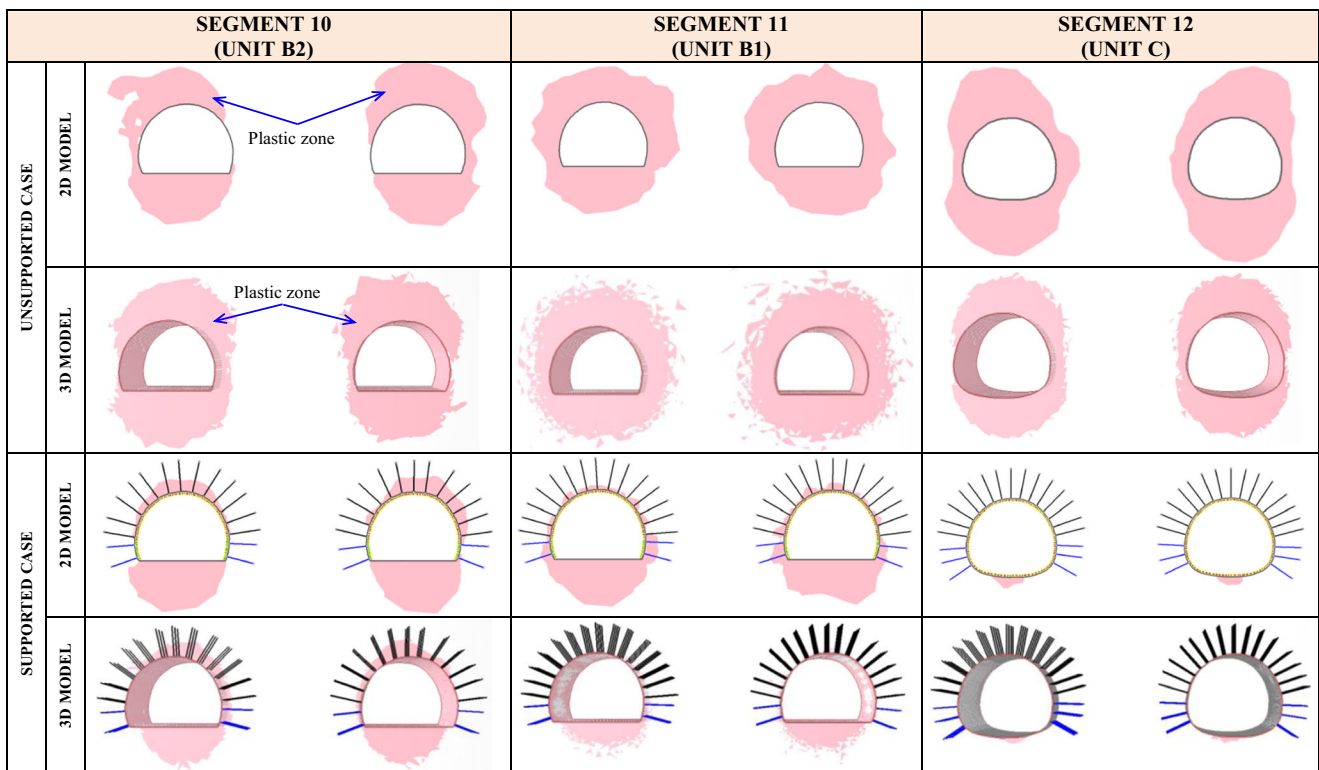 SEGMENT 10
(UNIT B2)
SEGMENT 11
(UNIT B1)
SEGMENT 12
(UNIT C)
UNSUPPORTED CASE
2D MODEL
Plastic zone
3D MODEL
Plastic zone
SUPPORTED CASE
2D MODEL
3D MODEL